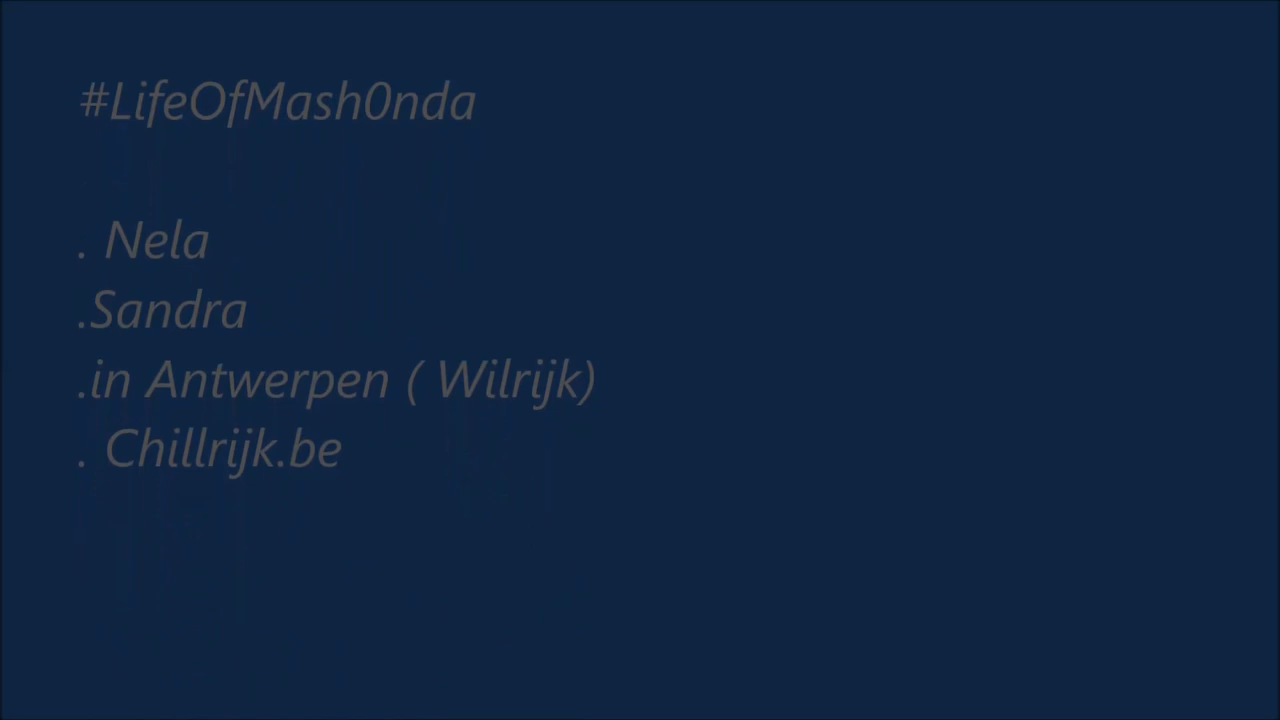 #LifeOfMash0nda
. Nela
.Sandra
.in Antwerpen ( Wilrijk)
. Chillrijk.be